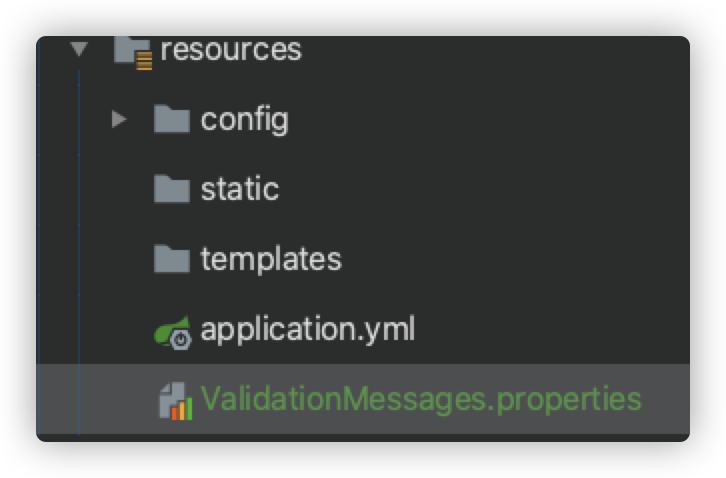 resources
config
static
templates
application.yml
ValidationMessages.properties